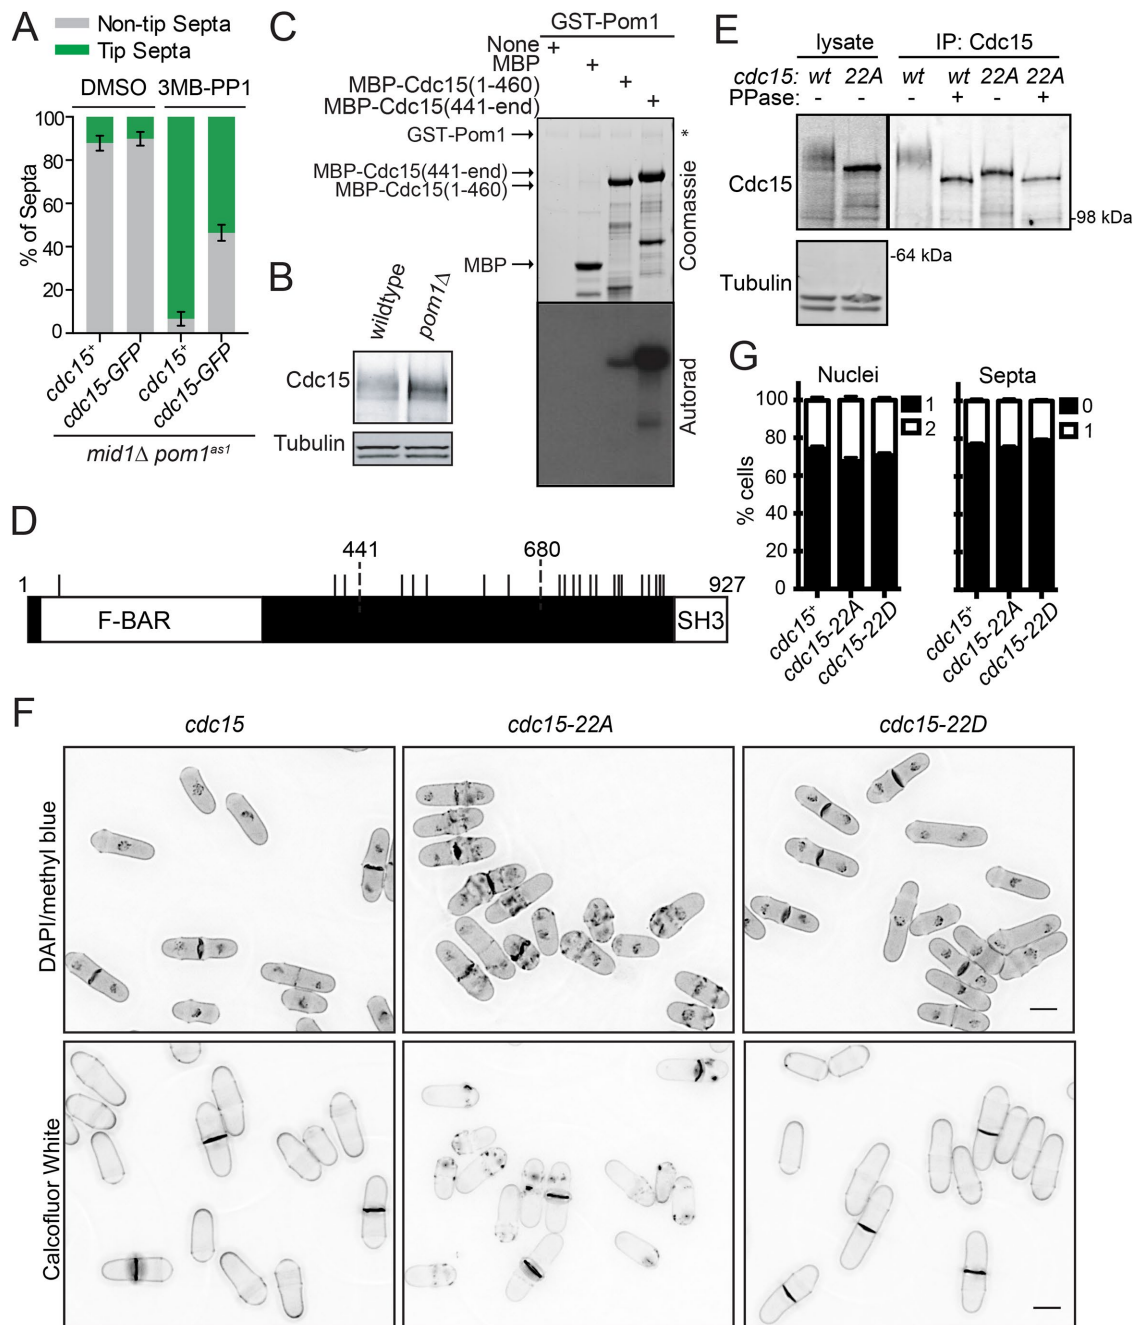 A
Non-tip Septa
Tip Septa
DMSO 3MB-PP1
% of Septa
100
80
60
40
20
0
cdc15⁺
cdc15-GFP
cdc15⁺
cdc15-GFP
mid1Δ pom1ᵃˢ¹
B
wildtype
pom1Δ
Cdc15
Tubulin
C
GST-Pom1
None +
MBP +
MBP-Cdc15(1-460) +
MBP-Cdc15(441-end) +
GST-Pom1
*
MBP-Cdc15(441-end)
MBP-Cdc15(1-460)
MBP
Coomassie
Autorad
D
1 441 680 927
F-BAR SH3
E
lysate IP: Cdc15
cdc15: wt 22A wt wt 22A 22A
PPase: - - - + - +
Cdc15
-98 kDa
-64 kDa
Tubulin
G
Nuclei
Septa
% cells
100
80
60
40
20
0
1
2
0
1
cdc15⁺
cdc15-22A
cdc15-22D
cdc15⁺
cdc15-22A
cdc15-22D
F
cdc15 cdc15-22A cdc15-22D
DAPI/methyl blue
Calcofluor White